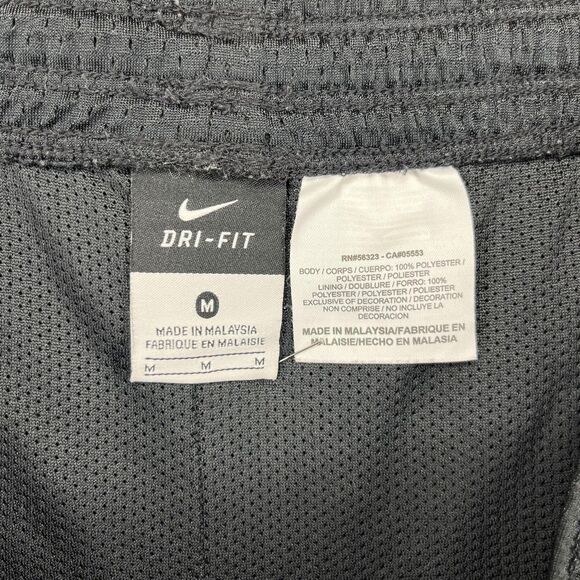 DRI-FIT
M
MADE IN MALAYSIA
FABRIQUE EN MALAISIE
M M M
RN#56323 - CA#05553
BODY / CORPS / CUERPO: 100% POLYESTER /
POLYESTER / POLIESTER
LINING / DOUBLURE / FORRO: 100%
POLYESTER / POLYESTER / POLIESTER
EXCLUSIVE OF DECORATION / DECORATION
NON COMPRISE / NO INCLUYE LA
DECORACION
MADE IN MALAYSIA/FABRIQUE EN
MALAISIE/HECHO EN MALASIA